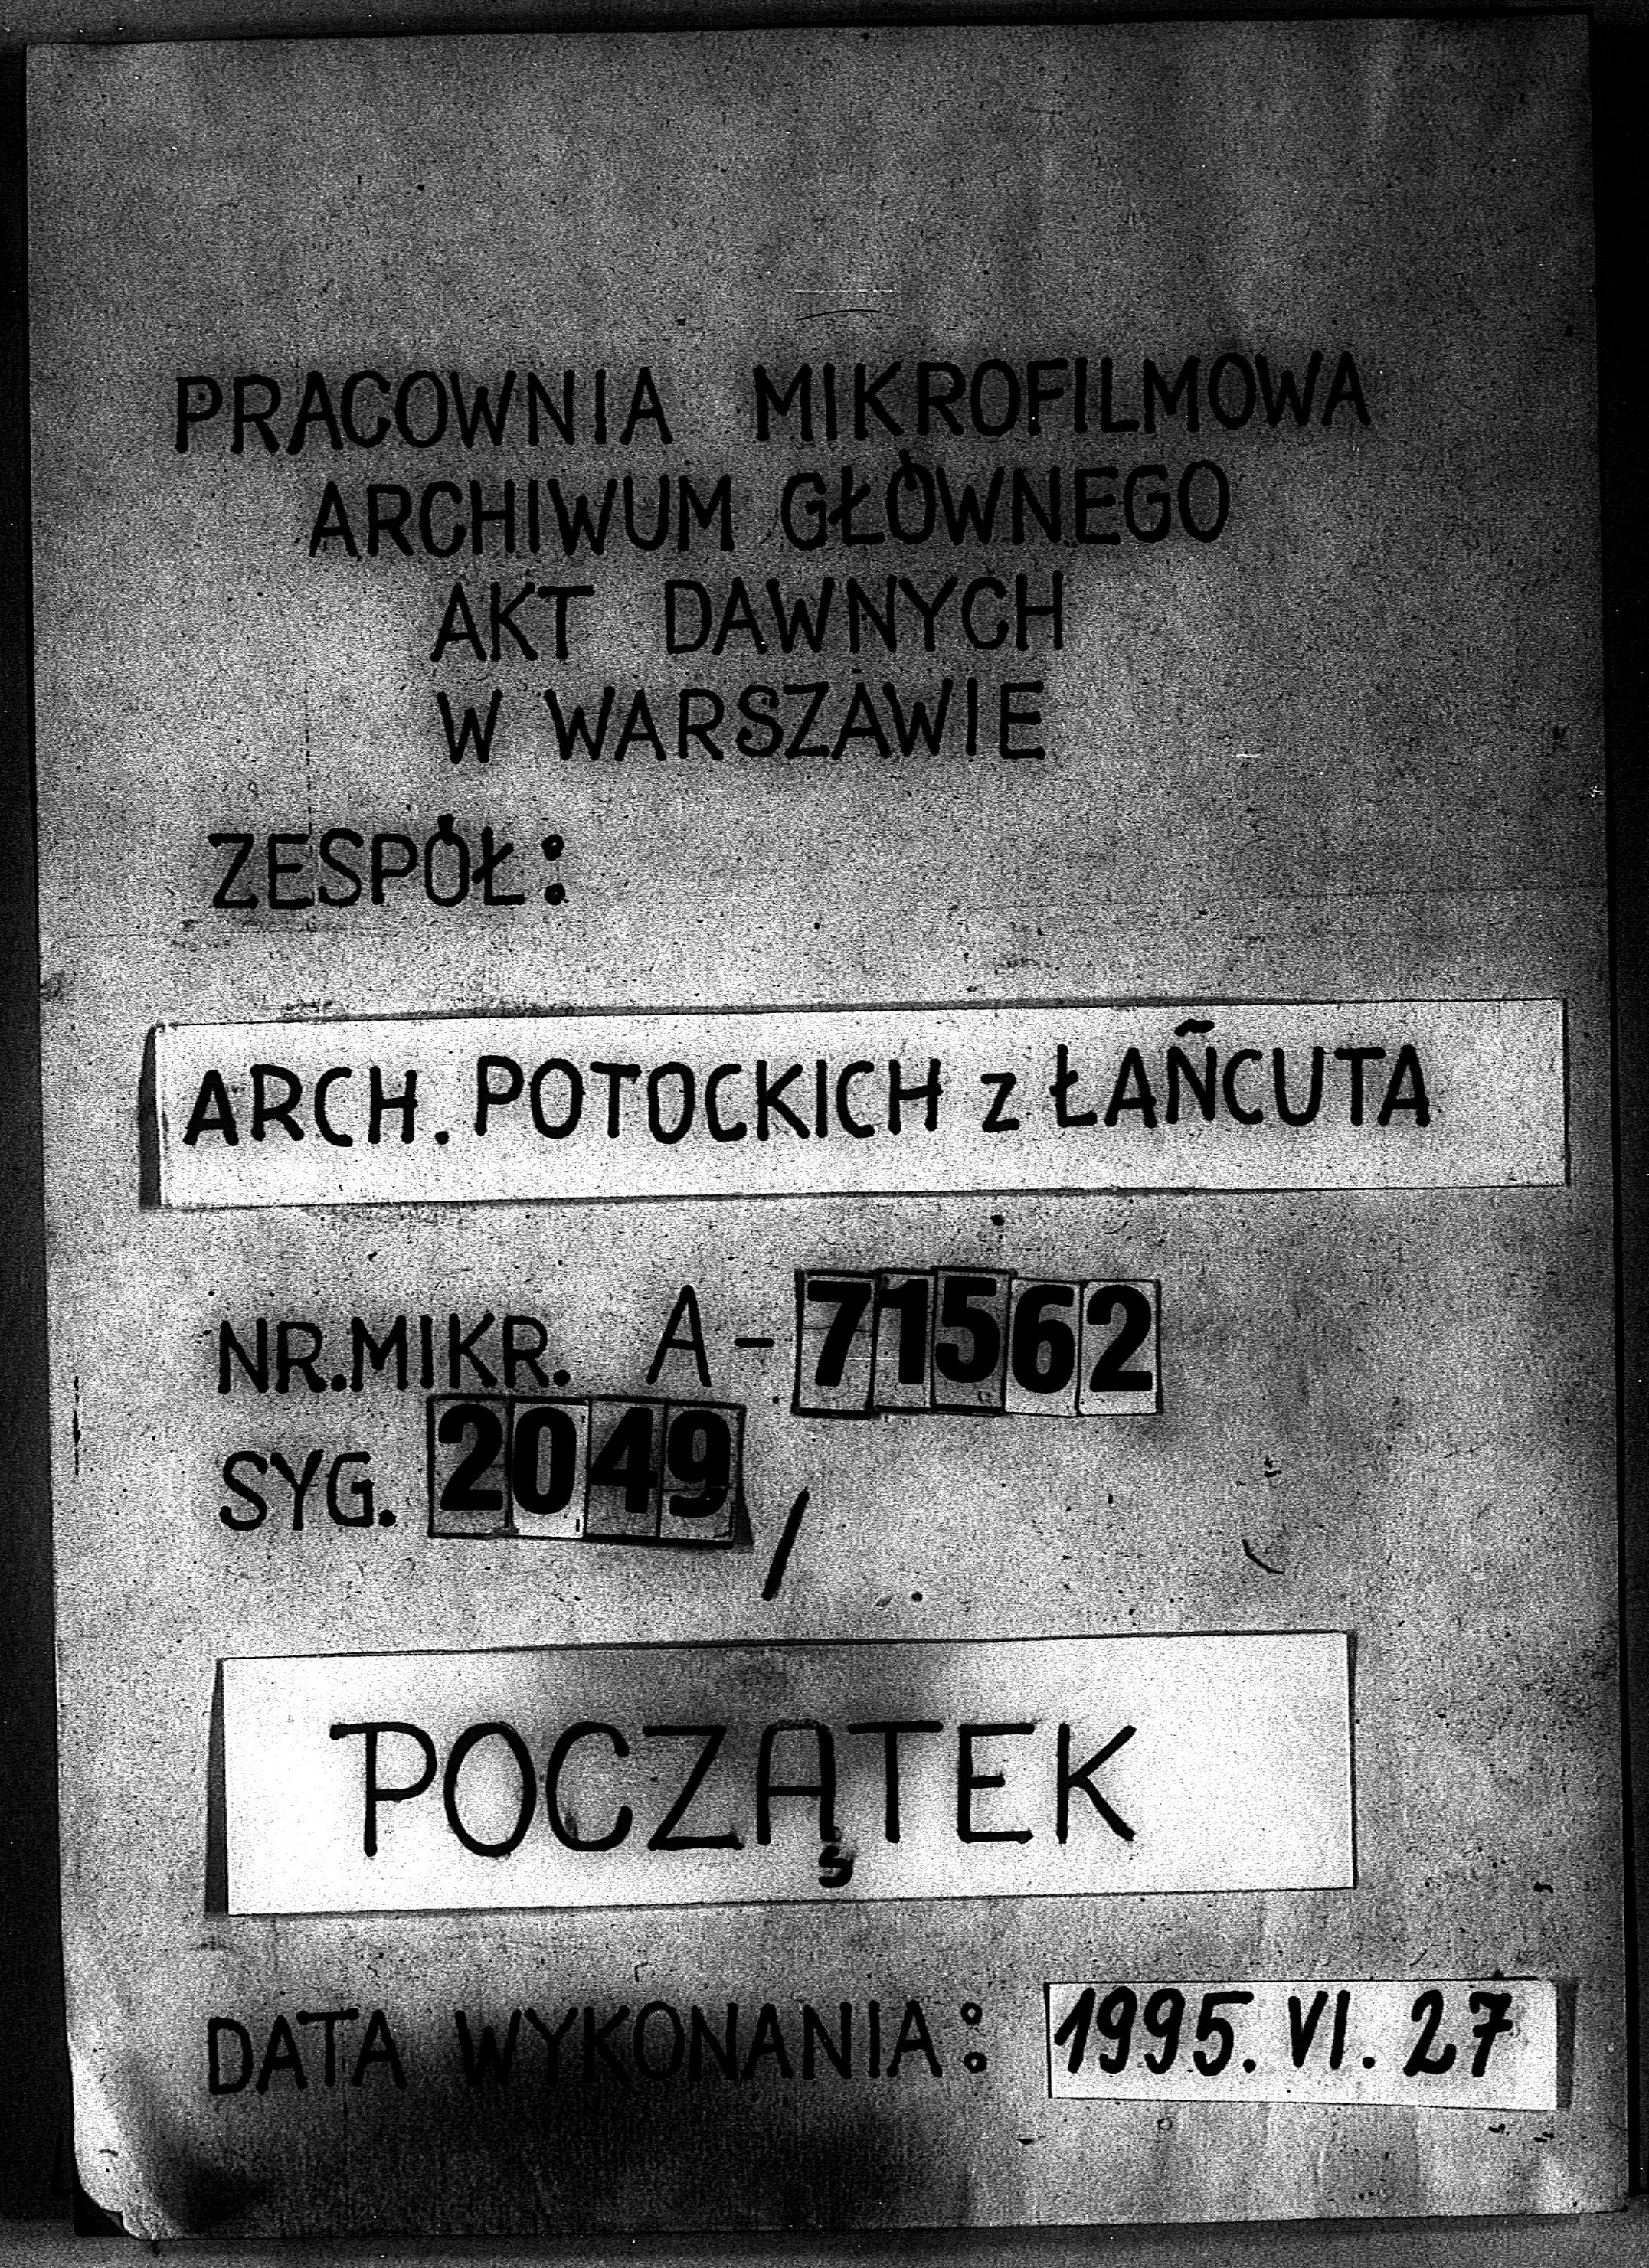 PRACOWNIA MIKROFILMOWA
ARCHIWUM GŁÓWNEGO
AKT DAWNYCH
W WARSZAWIE
ZESPÓŁ:
ARCH. POTOCKICH z ŁAŃCUTA
NR.MIKR. A-71562
SYG. 2049/
POCZĄTEK
DATA WYKONANIA: 1995. VI. 27